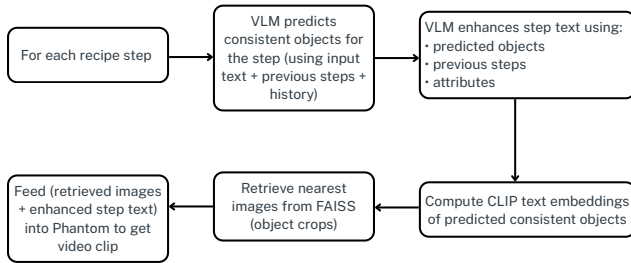 For each recipe step
VLM predicts
consistent objects for
the step (using input
text + previous steps +
history)
VLM enhances step text using:
• predicted objects
• previous steps
• attributes
Compute CLIP text embeddings
of predicted consistent objects
Retrieve nearest
images from FAISS
(object crops)
Feed (retrieved images
+ enhanced step text)
into Phantom to get
video clip